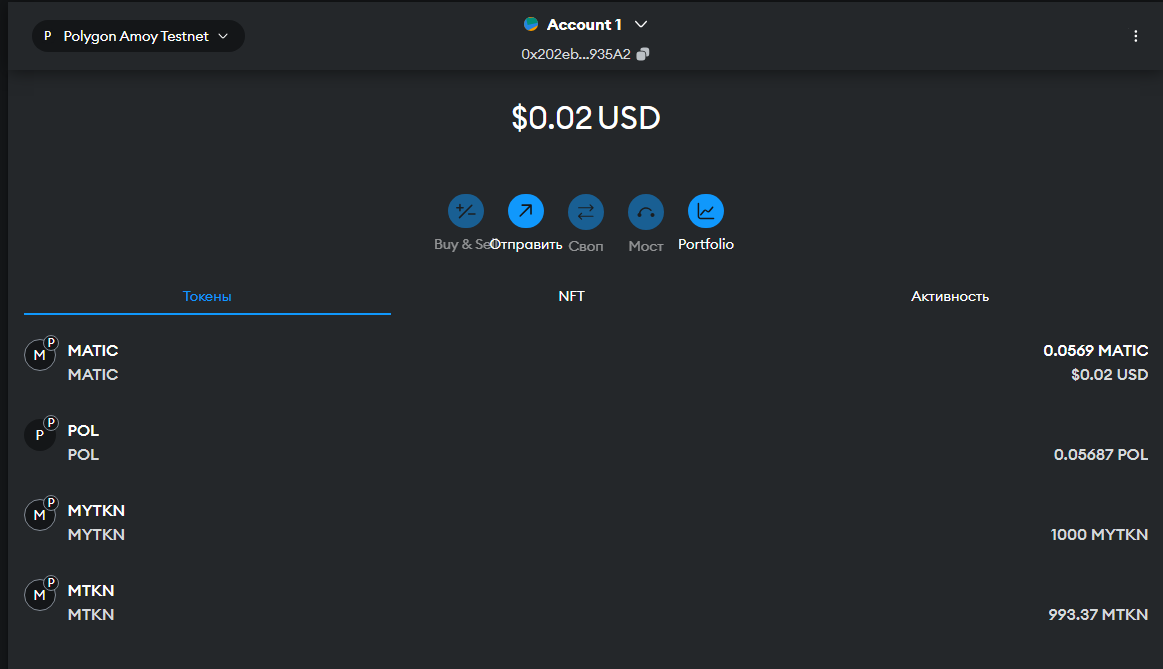 P Polygon Amoy Testnet
Account 1
0x202eb...935A2
$0.02 USD
Buy & Sell Отправить Своп Мост Portfolio
Токены NFT Активность
P
M MATIC 0.0569 MATIC
MATIC $0.02 USD
P
P POL
POL 0.05687 POL
P
M MYTKN
MYTKN 1000 MYTKN
P
M MTKN
MTKN 993.37 MTKN